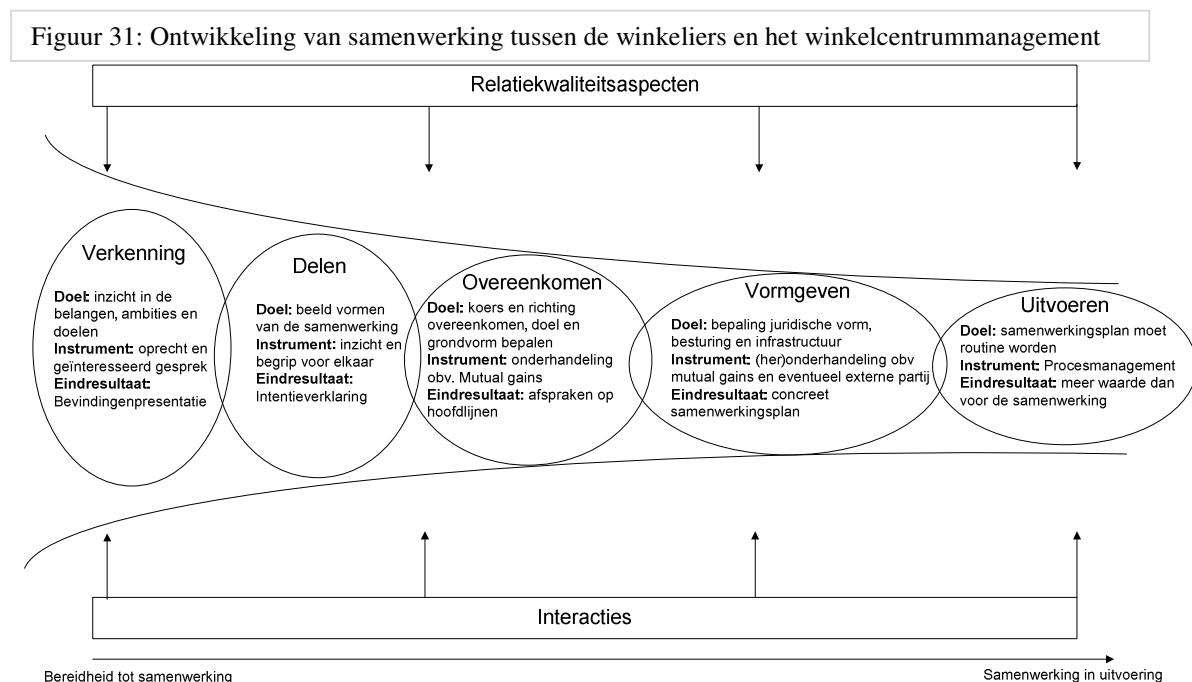 Figuur 31: Ontwikkeling van samenwerking tussen de winkeliers en het winkelcentrummanagement
Relatiekwaliteitsaspecten
Verkenning
Doel: inzicht in de
belangen, ambities en
doelen
Instrument: oprecht en
geïnteresseerd gesprek
Eindresultaat:
Bevindingenpresentatie
Delen
Doel: beeld vormen
van de samenwerking
Instrument: inzicht en
begrip voor elkaar
Eindresultaat:
Intentieverklaring
Overeenkomen
Doel: koers en richting
overeenkomen, doel en
grondvorm bepalen
Instrument: onderhandeling
obv. Mutual gains
Eindresultaat: afspraken op
hoofdlijnen
Vormgeven
Doel: bepaling juridische vorm,
besturing en infrastructuur
Instrument: (her)onderhandeling obv
mutual gains en eventueel externe partij
Eindresultaat: concreet
samenwerkingsplan
Uitvoeren
Doel: samenwerkingsplan moet
routine worden
Instrument: Procesmanagement
Eindresultaat: meer waarde dan
voor de samenwerking
Interacties
Bereidheid tot samenwerking
Samenwerking in uitvoering